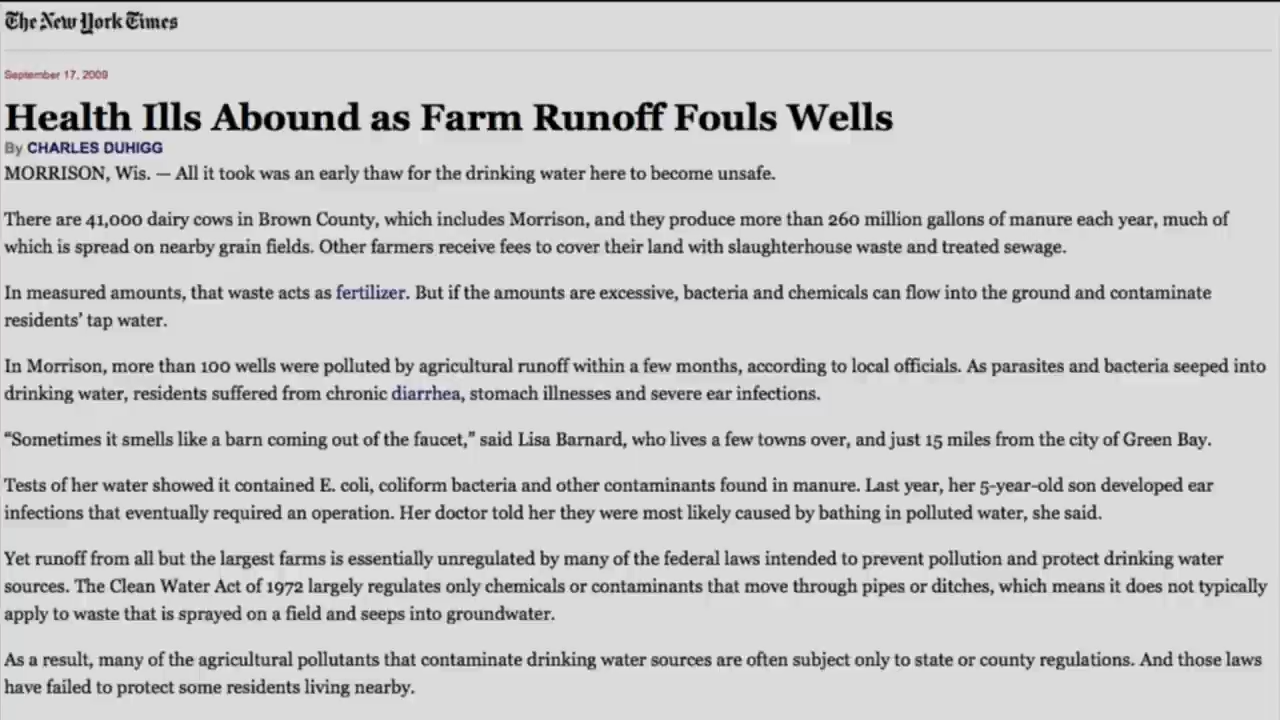 The New York Times
September 17, 2009
Health Ills Abound as Farm Runoff Fouls Wells
By CHARLES DUHIGG
MORRISON, Wis. — All it took was an early thaw for the drinking water here to become unsafe.
There are 41,000 dairy cows in Brown County, which includes Morrison, and they produce more than 260 million gallons of manure each year, much of
which is spread on nearby grain fields. Other farmers receive fees to cover their land with slaughterhouse waste and treated sewage.
In measured amounts, that waste acts as fertilizer. But if the amounts are excessive, bacteria and chemicals can flow into the ground and contaminate
residents’ tap water.
In Morrison, more than 100 wells were polluted by agricultural runoff within a few months, according to local officials. As parasites and bacteria seeped into
drinking water, residents suffered from chronic diarrhea, stomach illnesses and severe ear infections.
“Sometimes it smells like a barn coming out of the faucet,” said Lisa Barnard, who lives a few towns over, and just 15 miles from the city of Green Bay.
Tests of her water showed it contained E. coli, coliform bacteria and other contaminants found in manure. Last year, her 5-year-old son developed ear
infections that eventually required an operation. Her doctor told her they were most likely caused by bathing in polluted water, she said.
Yet runoff from all but the largest farms is essentially unregulated by many of the federal laws intended to prevent pollution and protect drinking water
sources. The Clean Water Act of 1972 largely regulates only chemicals or contaminants that move through pipes or ditches, which means it does not typically
apply to waste that is sprayed on a field and seeps into groundwater.
As a result, many of the agricultural pollutants that contaminate drinking water sources are often subject only to state or county regulations. And those laws
have failed to protect some residents living nearby.